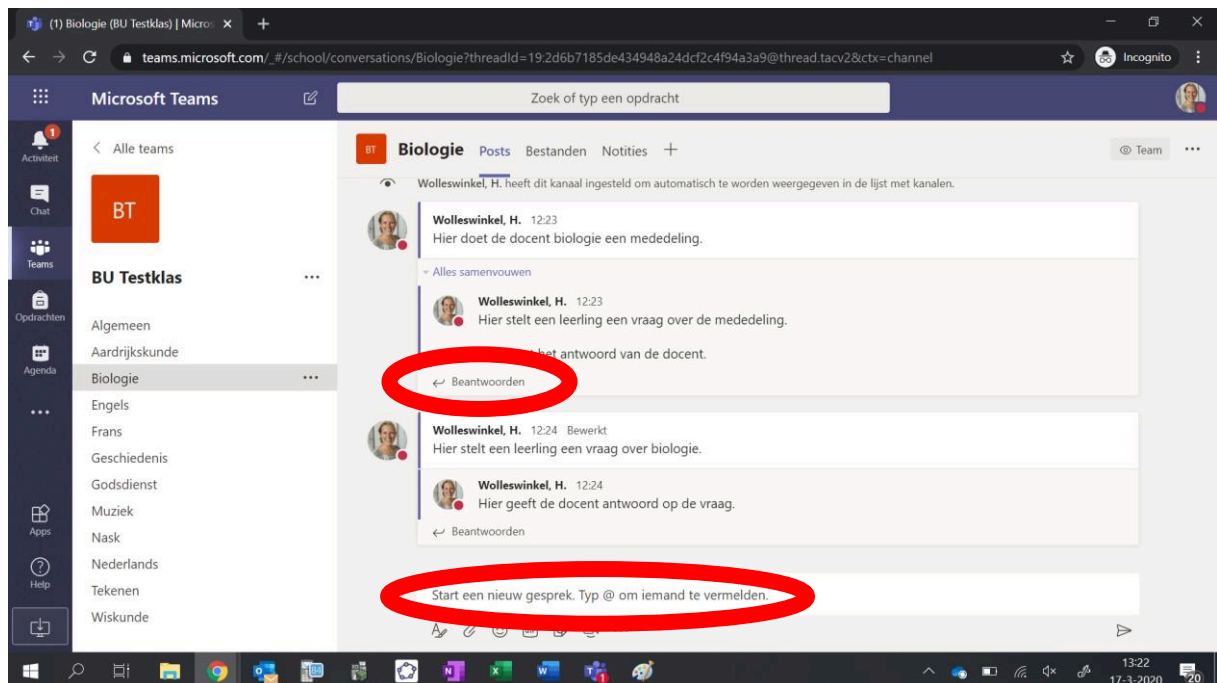 (1) Biologie (BU Testklas) | Micros
teams.microsoft.com/_#/school/conversations/Biologie?threadId=19:2d6b7185de434948a24dcf2c4f94a3a9@thread.tacv2&ctx=channel
Incognito
Microsoft Teams
Zoek of typ een opdracht
1
Activiteit
Chat
Teams
Opdrachten
Agenda
Apps
Help
Alle teams
BT
BU Testklas
Algemeen
Aardrijkskunde
Biologie
Engels
Frans
Geschiedenis
Godsdienst
Muziek
Nask
Nederlands
Tekenen
Wiskunde
BT
Biologie Posts Bestanden Notities
Team
Wolleswinkel, H. heeft dit kanaal ingesteld om automatisch te worden weergegeven in de lijst met kanalen.
Wolleswinkel, H. 12:23
Hier doet de docent biologie een mededeling.
Alles samenvouwen
Wolleswinkel, H. 12:23
Hier stelt een leerling een vraag over de mededeling.
het antwoord van de docent.
Beantwoorden
Wolleswinkel, H. 12:24 Bewerkt
Hier stelt een leerling een vraag over biologie.
Wolleswinkel, H. 12:24
Hier geeft de docent antwoord op de vraag.
Beantwoorden
Start een nieuw gesprek. Typ @ om iemand te vermelden.
13:22
17-3-2020
20